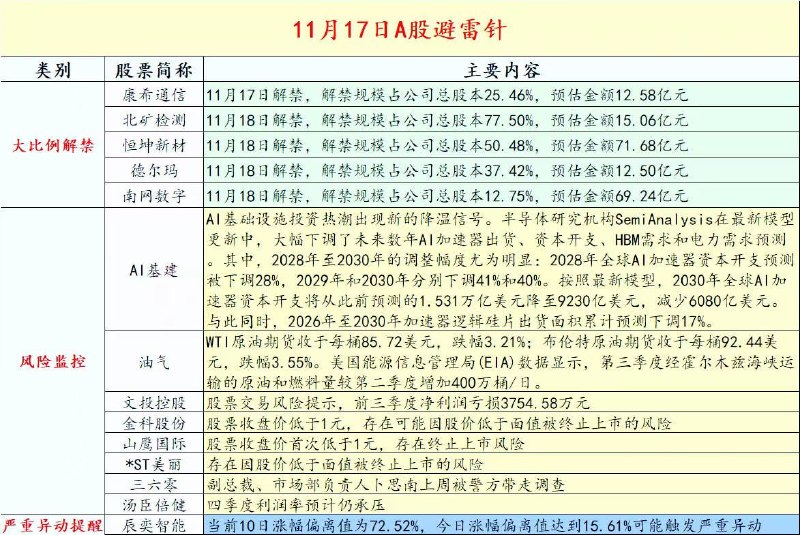 11月17日A股避雷针
类别 股票简称 主要内容
大比例解禁
康希通信 11月17日解禁，解禁规模占公司总股本25.46%，预估金额12.58亿元
北矿检测 11月18日解禁，解禁规模占公司总股本77.50%，预估金额15.06亿元
恒坤新材 11月18日解禁，解禁规模占公司总股本50.48%，预估金额71.68亿元
德尔玛 11月18日解禁，解禁规模占公司总股本37.42%，预估金额12.50亿元
南网数字 11月18日解禁，解禁规模占公司总股本12.75%，预估金额69.24亿元
风险监控
AI基建
AI基础设施投资热潮出现新的降温信号。半导体研究机构SemiAnalysis在最新模型
更新中，大幅下调了未来数年AI加速器出货、资本开支、HBM需求和电力需求预测
。其中，2028年至2030年的调整幅度尤为明显：2028年全球AI加速器资本开支预测
被下调28%，2029年和2030年分别下调41%和40%。按照最新模型，2030年全球AI加
速器资本开支将从此前预测的1.531万亿美元降至9230亿美元，减少6080亿美元。
与此同时，2026年至2030年加速器逻辑硅片出货面积累计预测下调17%。
油气
WTI原油期货收于每桶85.72美元，跌幅3.21%；布伦特原油期货收于每桶92.44美
元，跌幅3.55%。美国能源信息管理局(EIA)数据显示，第三季度经霍尔木兹海峡运
输的原油和燃料量较第二季度增加400万桶/日。
文投控股 股票交易风险提示，前三季度净利润亏损3754.58万元
金科股份 股票收盘价低于1元，存在可能因股价低于面值被终止上市的风险
山鹰国际 股票收盘价首次低于1元，存在终止上市风险
*ST美丽 存在因股价低于面值被终止上市的风险
三六零 副总裁、市场部负责人卜思南上周被警方带走调查
汤臣倍健 四季度利润率预计仍承压
严重异动提醒 辰奕智能 当前10日涨幅偏离值为72.52%，今日涨幅偏离值达到15.61%可能触发严重异动